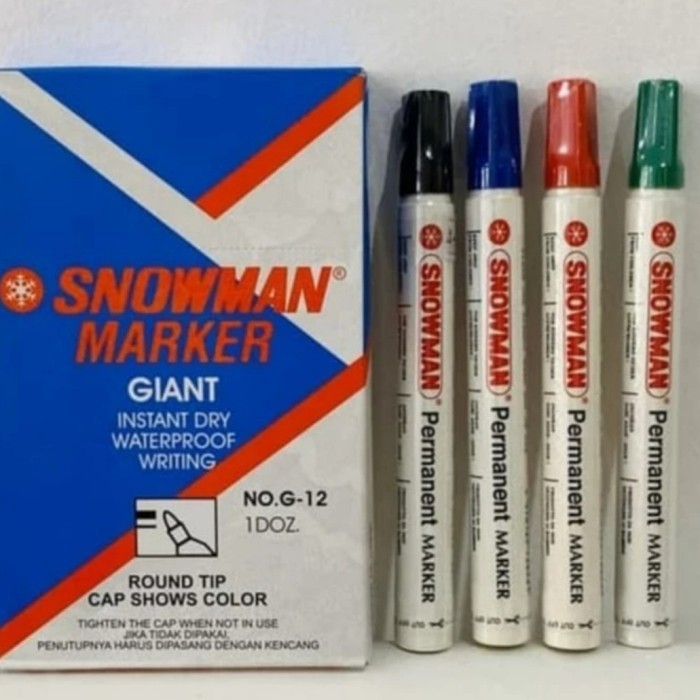 SNOWMAN®
MARKER
GIANT
INSTANT DRY
WATERPROOF
WRITING
NO.G-12
1DOZ.
ROUND TIP
CAP SHOWS COLOR
TIGHTEN THE CAP WHEN NOT IN USE
JIKA TIDAK DIPAKAI,
PENUTUPNYA HARUS DIPASANG DENGAN KENCANG
SNOWMAN® Permanent MARKER
SNOWMAN® Permanent MARKER
SNOWMAN® Permanent MARKER
SNOWMAN® Permanent MARKER